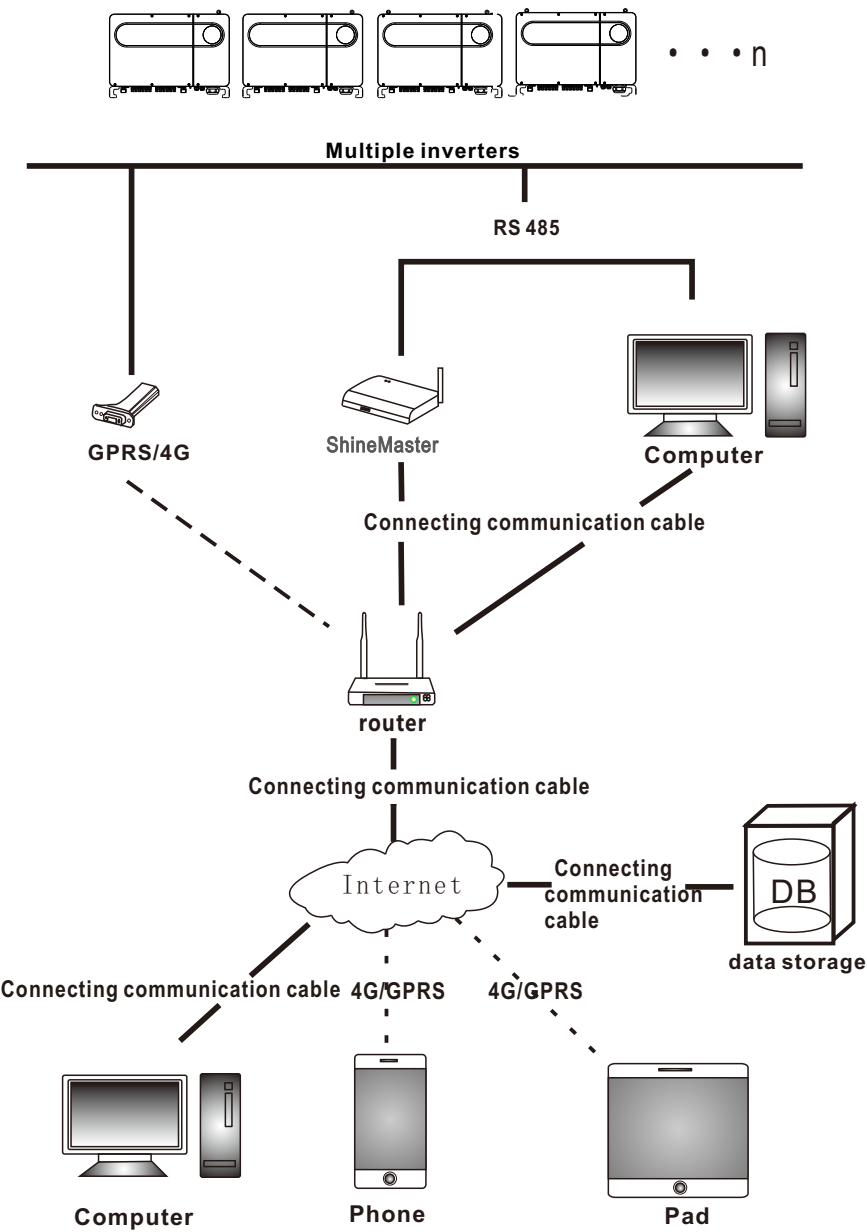 · · · n
Multiple inverters
RS 485
GPRS/4G
ShineMaster
Computer
Connecting communication cable
router
Connecting communication cable
Internet
Connecting
communication
cable
DB
data storage
Connecting communication cable
4G/GPRS
4G/GPRS
Computer
Phone
Pad